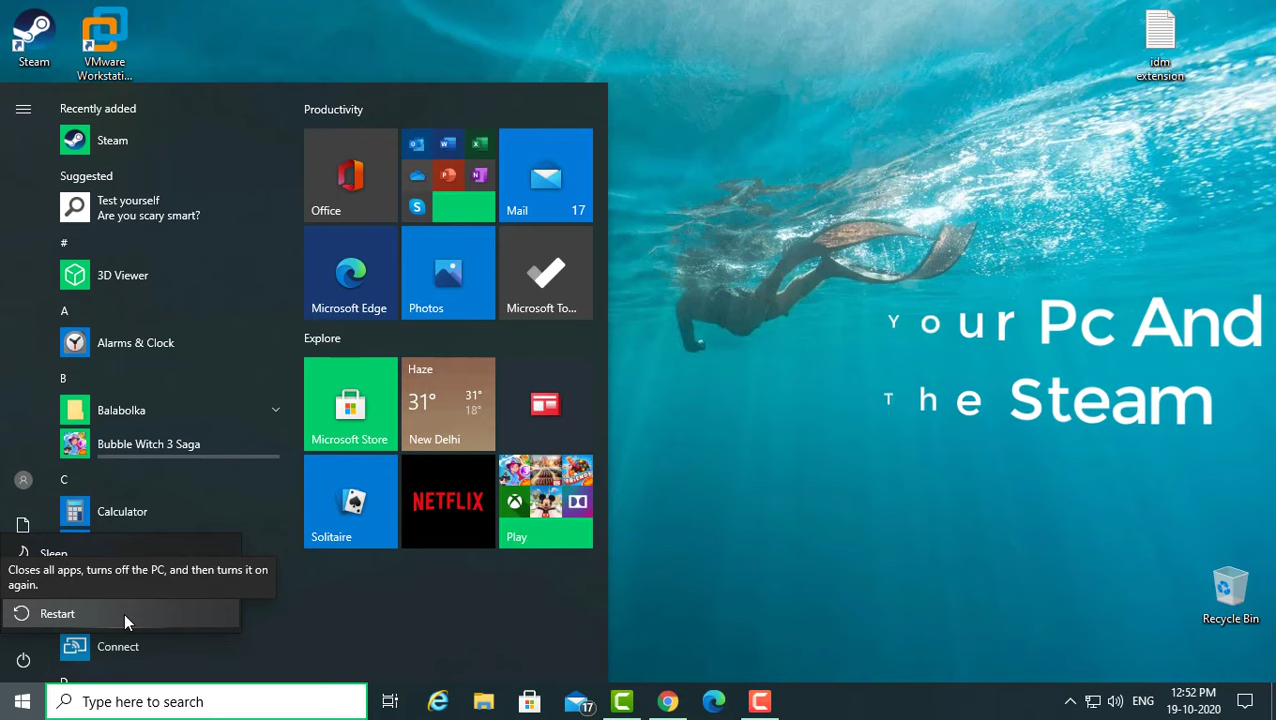 Steam
VMware
Workstati...
idm
extension
Recently added
Steam
Suggested
Test yourself
Are you scary smart?
#
3D Viewer
A
Alarms & Clock
B
Balabolka
Bubble Witch 3 Saga
C
Calculator
Sleep
Closes all apps, turns off the PC, and then turns it on
again.
Restart
Connect
Productivity
Office
Mail 17
Microsoft Edge
Photos
Microsoft To...
Explore
Microsoft Store
Haze
31° 31°
18°
New Delhi
Solitaire
NETFLIX
Play
Your Pc And
The Steam
Recycle Bin
Type here to search
17
ENG
12:52 PM
19-10-2020